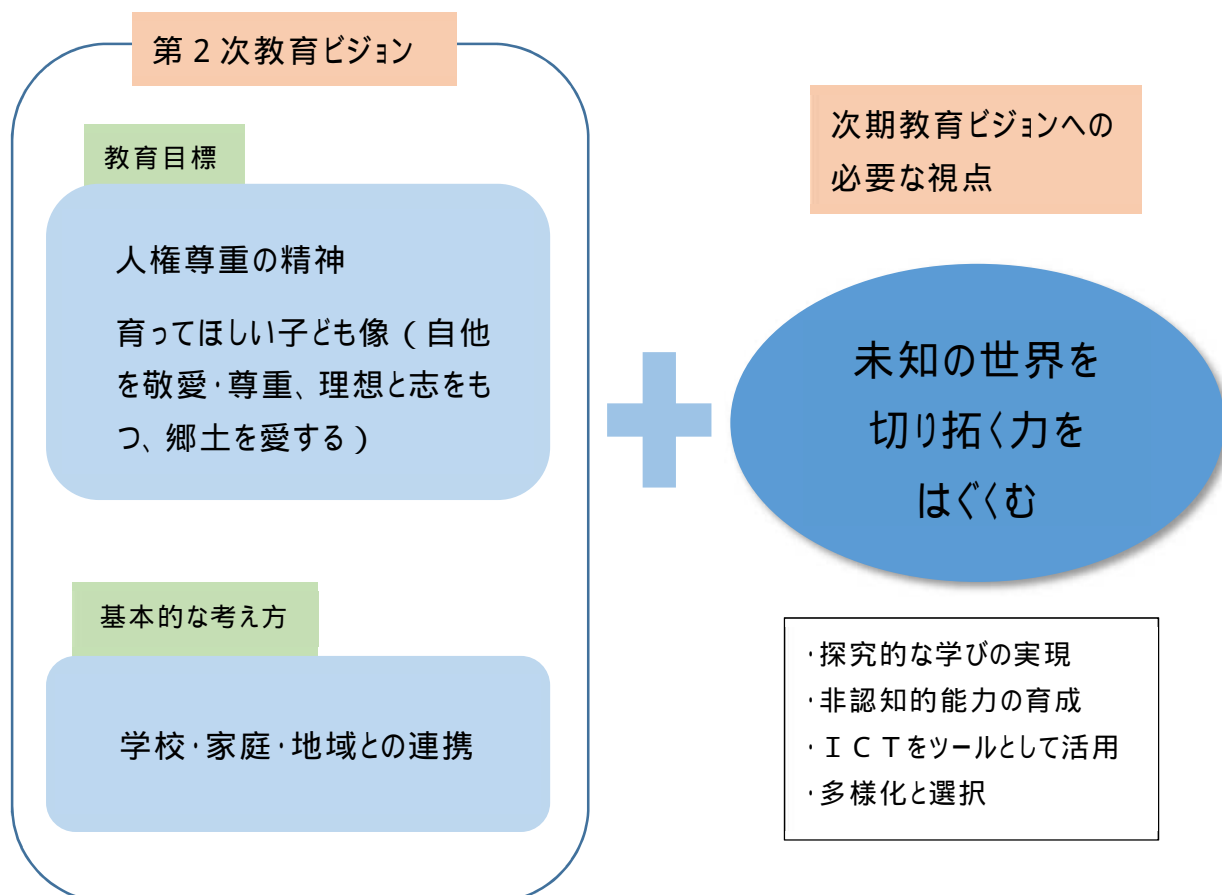 第２次教育ビジョン
教育目標
人権尊重の精神
育ってほしい子ども像（自他
を敬愛・尊重、理想と志をも
つ、郷土を愛する）
基本的な考え方
学校・家庭・地域との連携
次期教育ビジョンへの
必要な視点
未知の世界を
切り拓く力を
はぐくむ
・探究的な学びの実現
・非認知的能力の育成
・ＩＣＴをツールとして活用
・多様化と選択